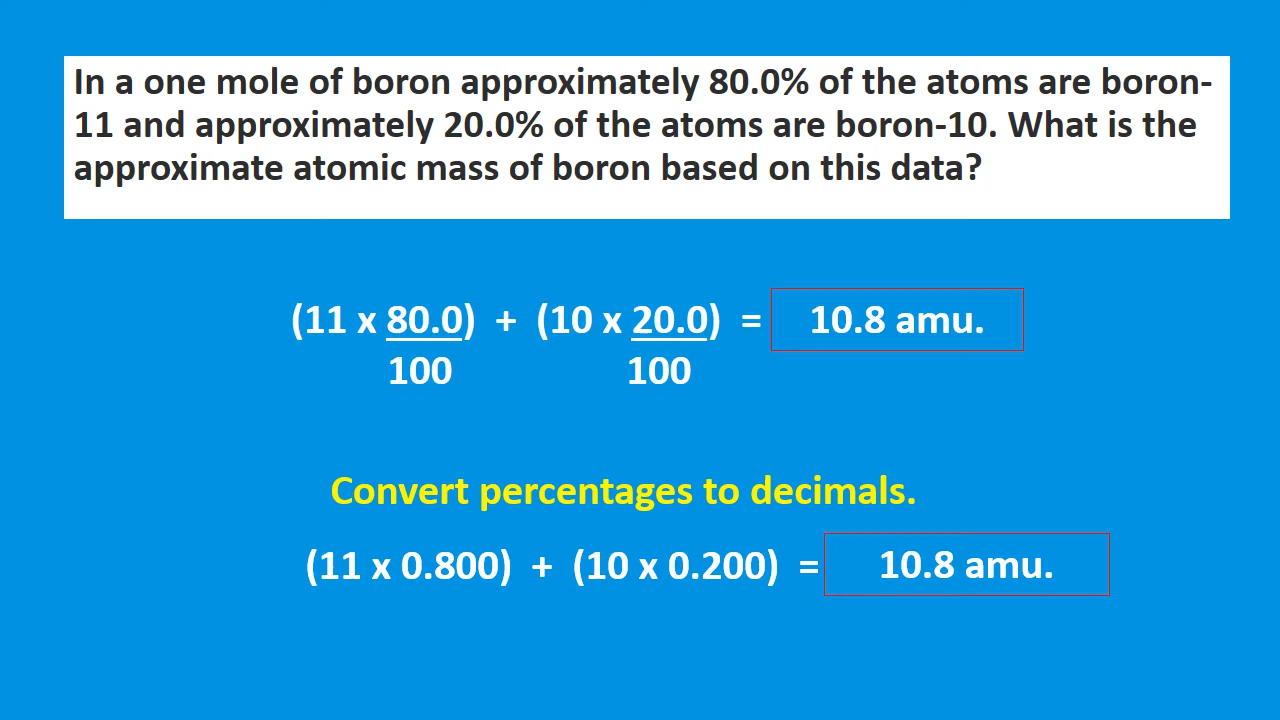 In a one mole of boron approximately 80.0% of the atoms are boron-
11 and approximately 20.0% of the atoms are boron-10. What is the
approximate atomic mass of boron based on this data?
(11 x 80.0) + (10 x 20.0) = 10.8 amu.
100 100
Convert percentages to decimals.
(11 x 0.800) + (10 x 0.200) = 10.8 amu.